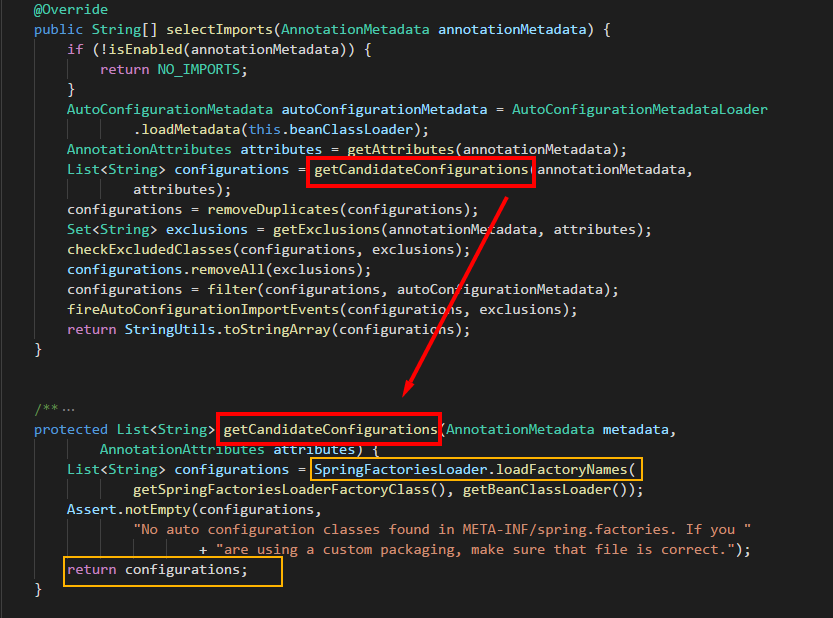 @Override
public String[] selectImports(AnnotationMetadata annotationMetadata) {
if (!isEnabled(annotationMetadata)) {
return NO_IMPORTS;
}
AutoConfigurationMetadata autoConfigurationMetadata = AutoConfigurationMetadataLoader
.loadMetadata(this.beanClassLoader);
AnnotationAttributes attributes = getAttributes(annotationMetadata);
List<String> configurations = getCandidateConfigurations(annotationMetadata,
attributes);
configurations = removeDuplicates(configurations);
Set<String> exclusions = getExclusions(annotationMetadata, attributes);
checkExcludedClasses(configurations, exclusions);
configurations.removeAll(exclusions);
configurations = filter(configurations, autoConfigurationMetadata);
fireAutoConfigurationImportEvents(configurations, exclusions);
return StringUtils.toStringArray(configurations);
}
/** ...
protected List<String> getCandidateConfigurations(AnnotationMetadata metadata,
AnnotationAttributes attributes) {
List<String> configurations = SpringFactoriesLoader.loadFactoryNames(
getSpringFactoriesLoaderFactoryClass(), getBeanClassLoader());
Assert.notEmpty(configurations,
"No auto configuration classes found in META-INF/spring.factories. If you "
+ "are using a custom packaging, make sure that file is correct.");
return configurations;
}